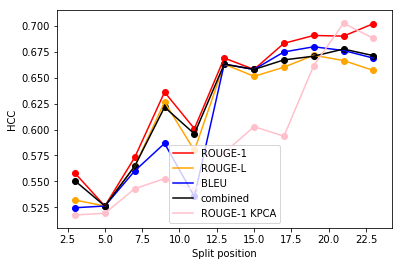 0.700
0.675
0.650
0.625
0.600
0.575
0.550
0.525
HCC
ROUGE-1
ROUGE-L
BLEU
combined
ROUGE-1 KPCA
2.5 5.0 7.5 10.0 12.5 15.0 17.5 20.0 22.5
Split position